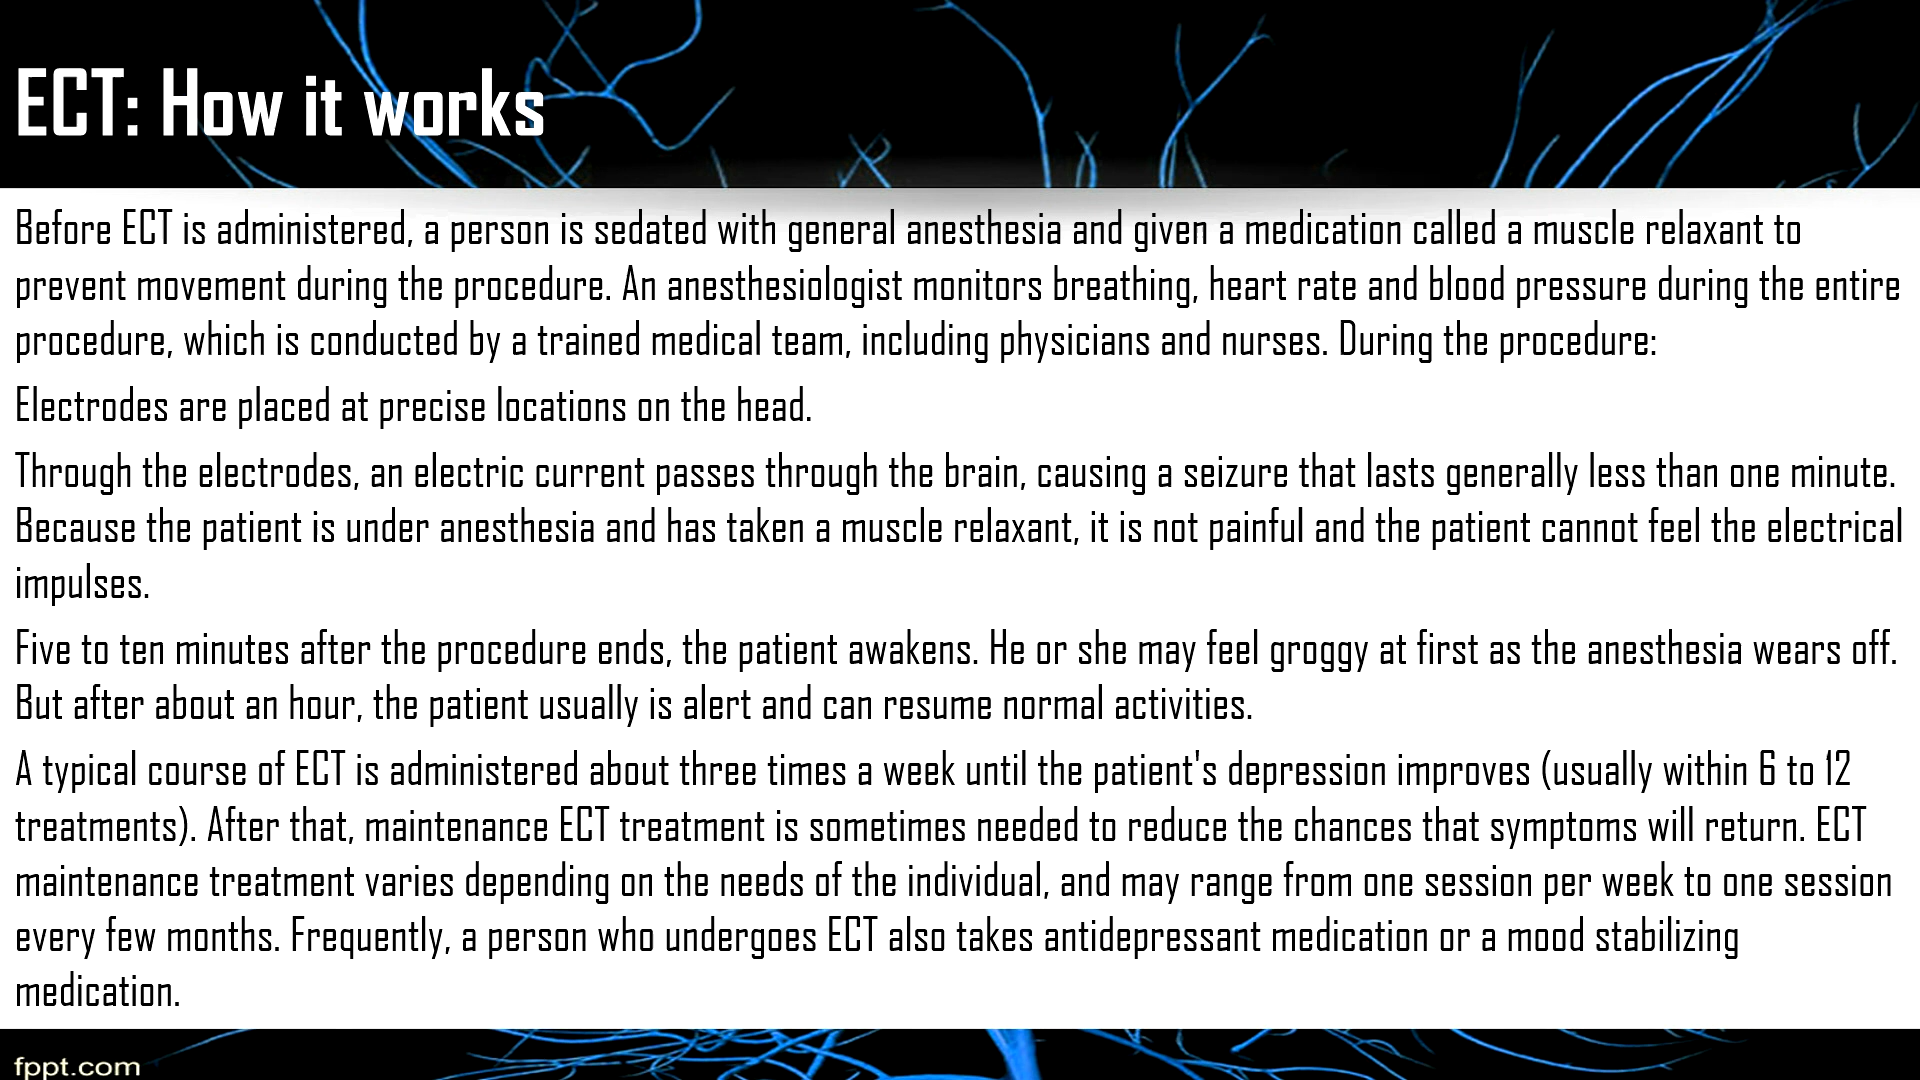 ECT: How it works
Before ECT is administered, a person is sedated with general anesthesia and given a medication called a muscle relaxant to
prevent movement during the procedure. An anesthesiologist monitors breathing, heart rate and blood pressure during the entire
procedure, which is conducted by a trained medical team, including physicians and nurses. During the procedure:
Electrodes are placed at precise locations on the head.
Through the electrodes, an electric current passes through the brain, causing a seizure that lasts generally less than one minute.
Because the patient is under anesthesia and has taken a muscle relaxant, it is not painful and the patient cannot feel the electrical
impulses.
Five to ten minutes after the procedure ends, the patient awakens. He or she may feel groggy at first as the anesthesia wears off.
But after about an hour, the patient usually is alert and can resume normal activities.
A typical course of ECT is administered about three times a week until the patient's depression improves (usually within 6 to 12
treatments). After that, maintenance ECT treatment is sometimes needed to reduce the chances that symptoms will return. ECT
maintenance treatment varies depending on the needs of the individual, and may range from one session per week to one session
every few months. Frequently, a person who undergoes ECT also takes antidepressant medication or a mood stabilizing
medication.
fppt.com